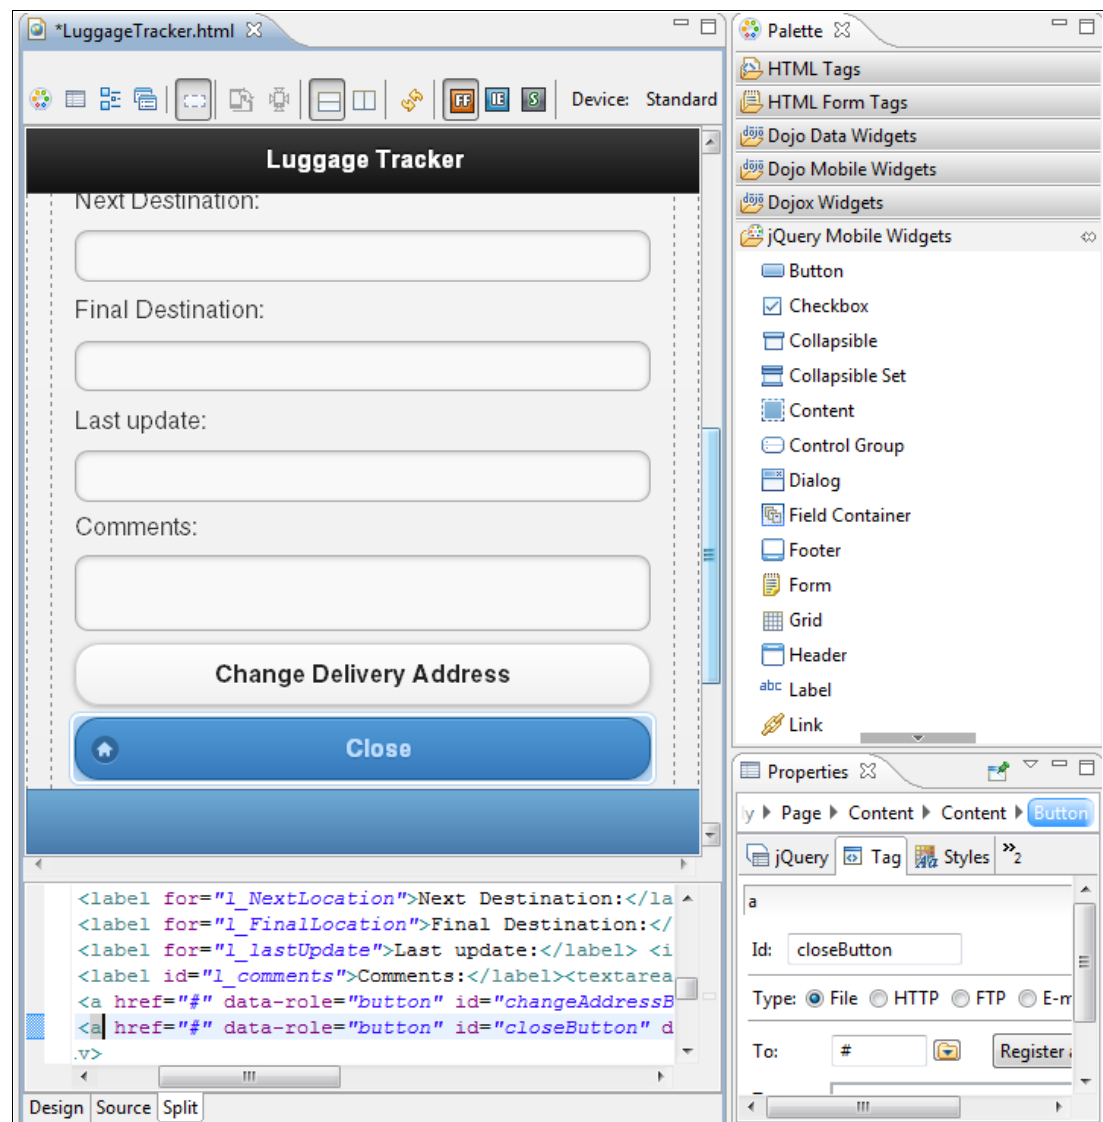 *LuggageTracker.html
Device: Standard
Luggage Tracker
Next Destination:
Final Destination:
Last update:
Comments:
Change Delivery Address
Close
<label for="l_NextLocation">Next Destination:</la
<label for="l_FinalLocation">Final Destination:</
<label for="l_lastUpdate">Last update:</label> <i
<label id="l_comments">Comments:</label><textarea
<a href="#" data-role="button" id="changeAddressB
<a href="#" data-role="button" id="closeButton" d
.v>
Design Source Split
Palette
HTML Tags
HTML Form Tags
Dojo Data Widgets
Dojo Mobile Widgets
Dojox Widgets
jQuery Mobile Widgets
Button
Checkbox
Collapsible
Collapsible Set
Content
Control Group
Dialog
Field Container
Footer
Form
Grid
Header
abc Label
Link
Properties
ly Page Content Content Button
jQuery Tag Styles »2
a
Id: closeButton
Type: File HTTP FTP E-m
To: # Register a